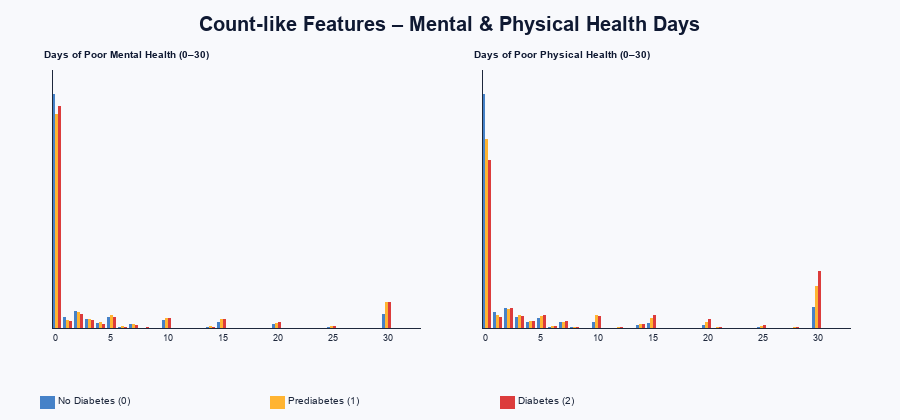 Count-like Features – Mental & Physical Health Days
Days of Poor Mental Health (0–30)
Days of Poor Physical Health (0–30)
0 5 10 15 20 25 30
0 5 10 15 20 25 30
No Diabetes (0)
Prediabetes (1)
Diabetes (2)